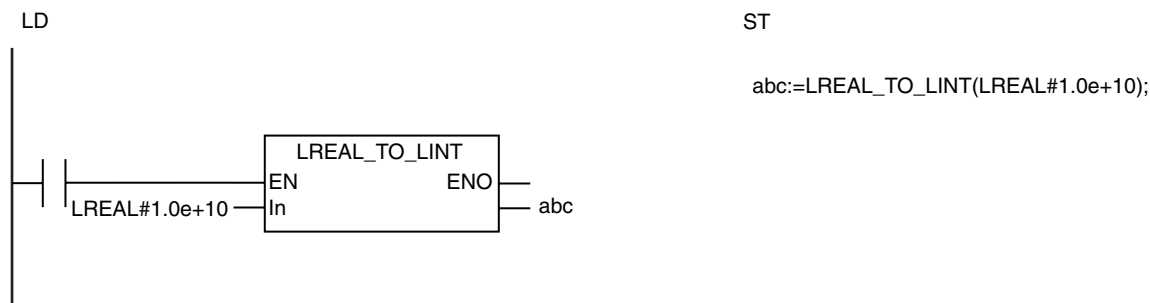 LD
ST
abc:=LREAL_TO_LINT(LREAL#1.0e+10);
LREAL_TO_LINT
EN ENO
LREAL#1.0e+10 In abc